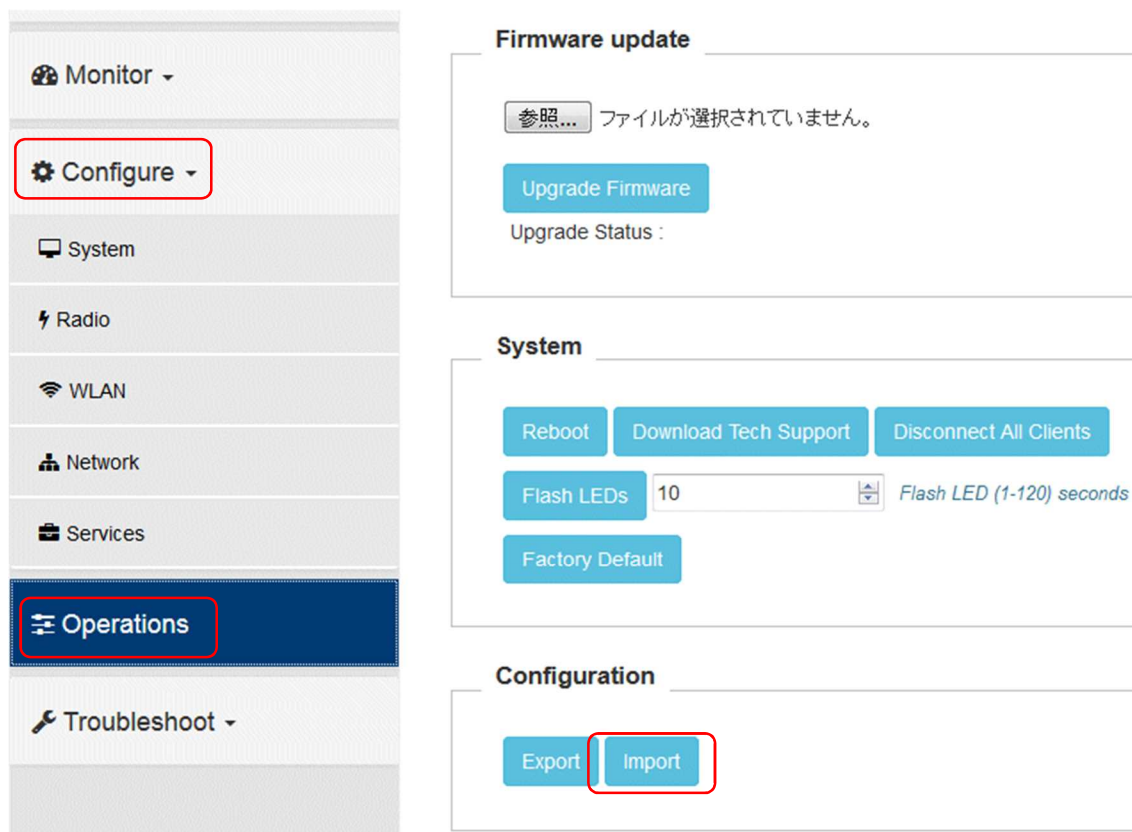 Monitor
Configure
System
Radio
WLAN
Network
Services
Operations
Troubleshoot
Firmware update
参照... ファイルが選択されていません。
Upgrade Firmware
Upgrade Status :
System
Reboot Download Tech Support Disconnect All Clients
Flash LEDs 10 Flash LED (1-120) seconds
Factory Default
Configuration
Export Import